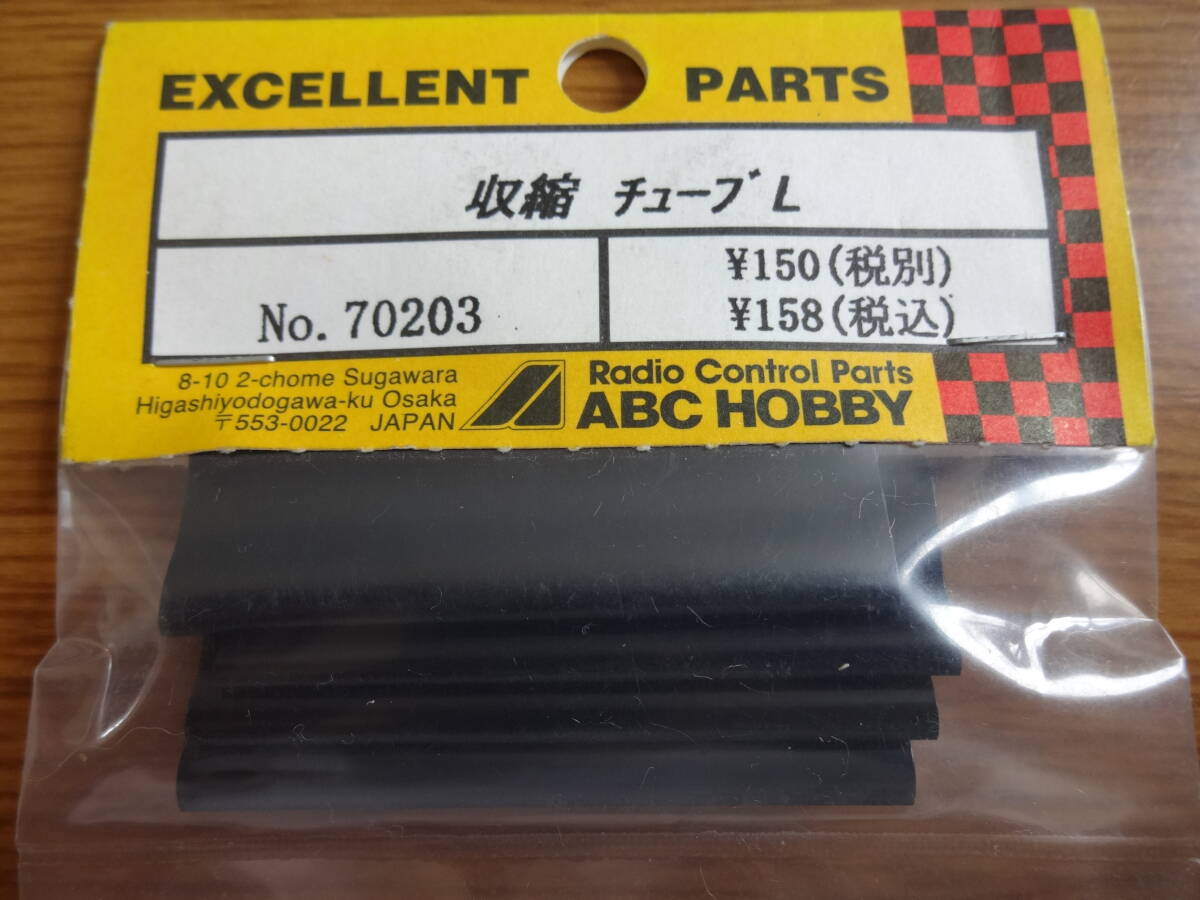 EXCELLENT PARTS
収縮 チューブ L
No. 70203
¥150(税別)
¥158(税込)
8-10 2-chome Sugawara
Higashiyodogawa-ku Osaka
〒553-0022 JAPAN
Radio Control Parts
ABC HOBBY